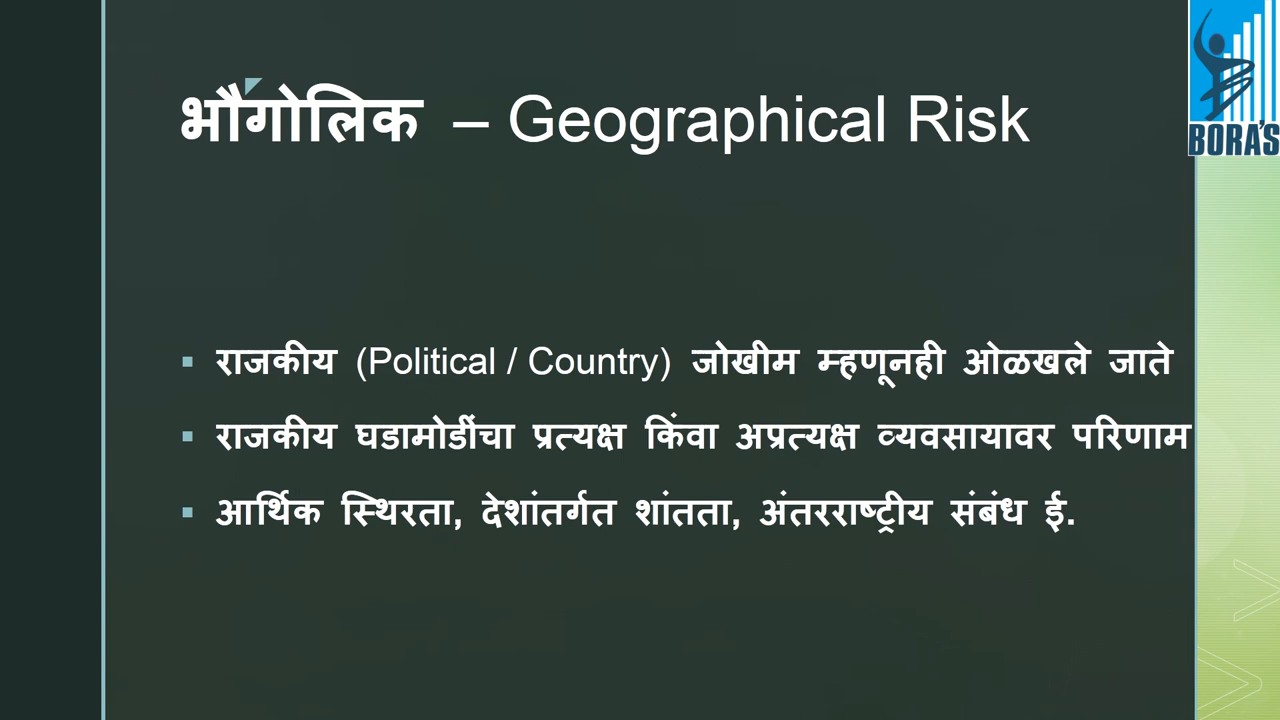 BORA'S
भौगोलिक – Geographical Risk
राजकीय (Political / Country) जोखीम म्हणूनही ओळखले जाते
राजकीय घडामोडींचा प्रत्यक्ष किंवा अप्रत्यक्ष व्यवसायावर परिणाम
आर्थिक स्थिरता, देशांतर्गत शांतता, अंतरराष्ट्रीय संबंध ई.